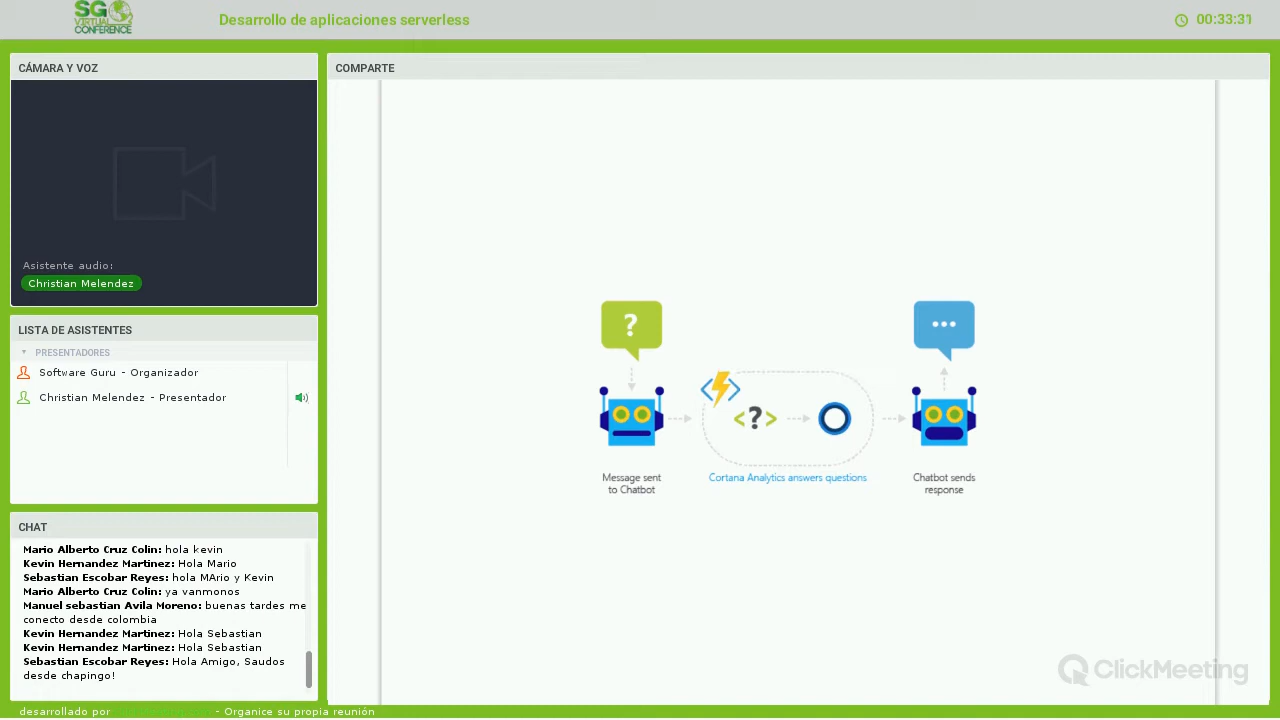 SG
VIRTUAL
CONFERENCE
Desarrollo de aplicaciones serverless
00:33:31
CÁMARA Y VOZ
COMPARTE
Asistente audio:
Christian Melendez
LISTA DE ASISTENTES
PRESENTADORES
Software Guru - Organizador
Christian Melendez - Presentador
CHAT
Mario Alberto Cruz Colin: hola kevin
Kevin Hernandez Martinez: Hola Mario
Sebastian Escobar Reyes: hola MArio y Kevin
Mario Alberto Cruz Colin: ya vanmonos
Manuel sebastian Avila Moreno: buenas tardes me
conecto desde colombia
Kevin Hernandez Martinez: Hola Sebastian
Kevin Hernandez Martinez: Hola Sebastian
Sebastian Escobar Reyes: Hola Amigo, Saudos
desde chapingo!
?
...
<?>
Message sent
to Chatbot
Cortana Analytics answers questions
Chatbot sends
response
ClickMeeting
desarrollado por - Organice su propia reunión